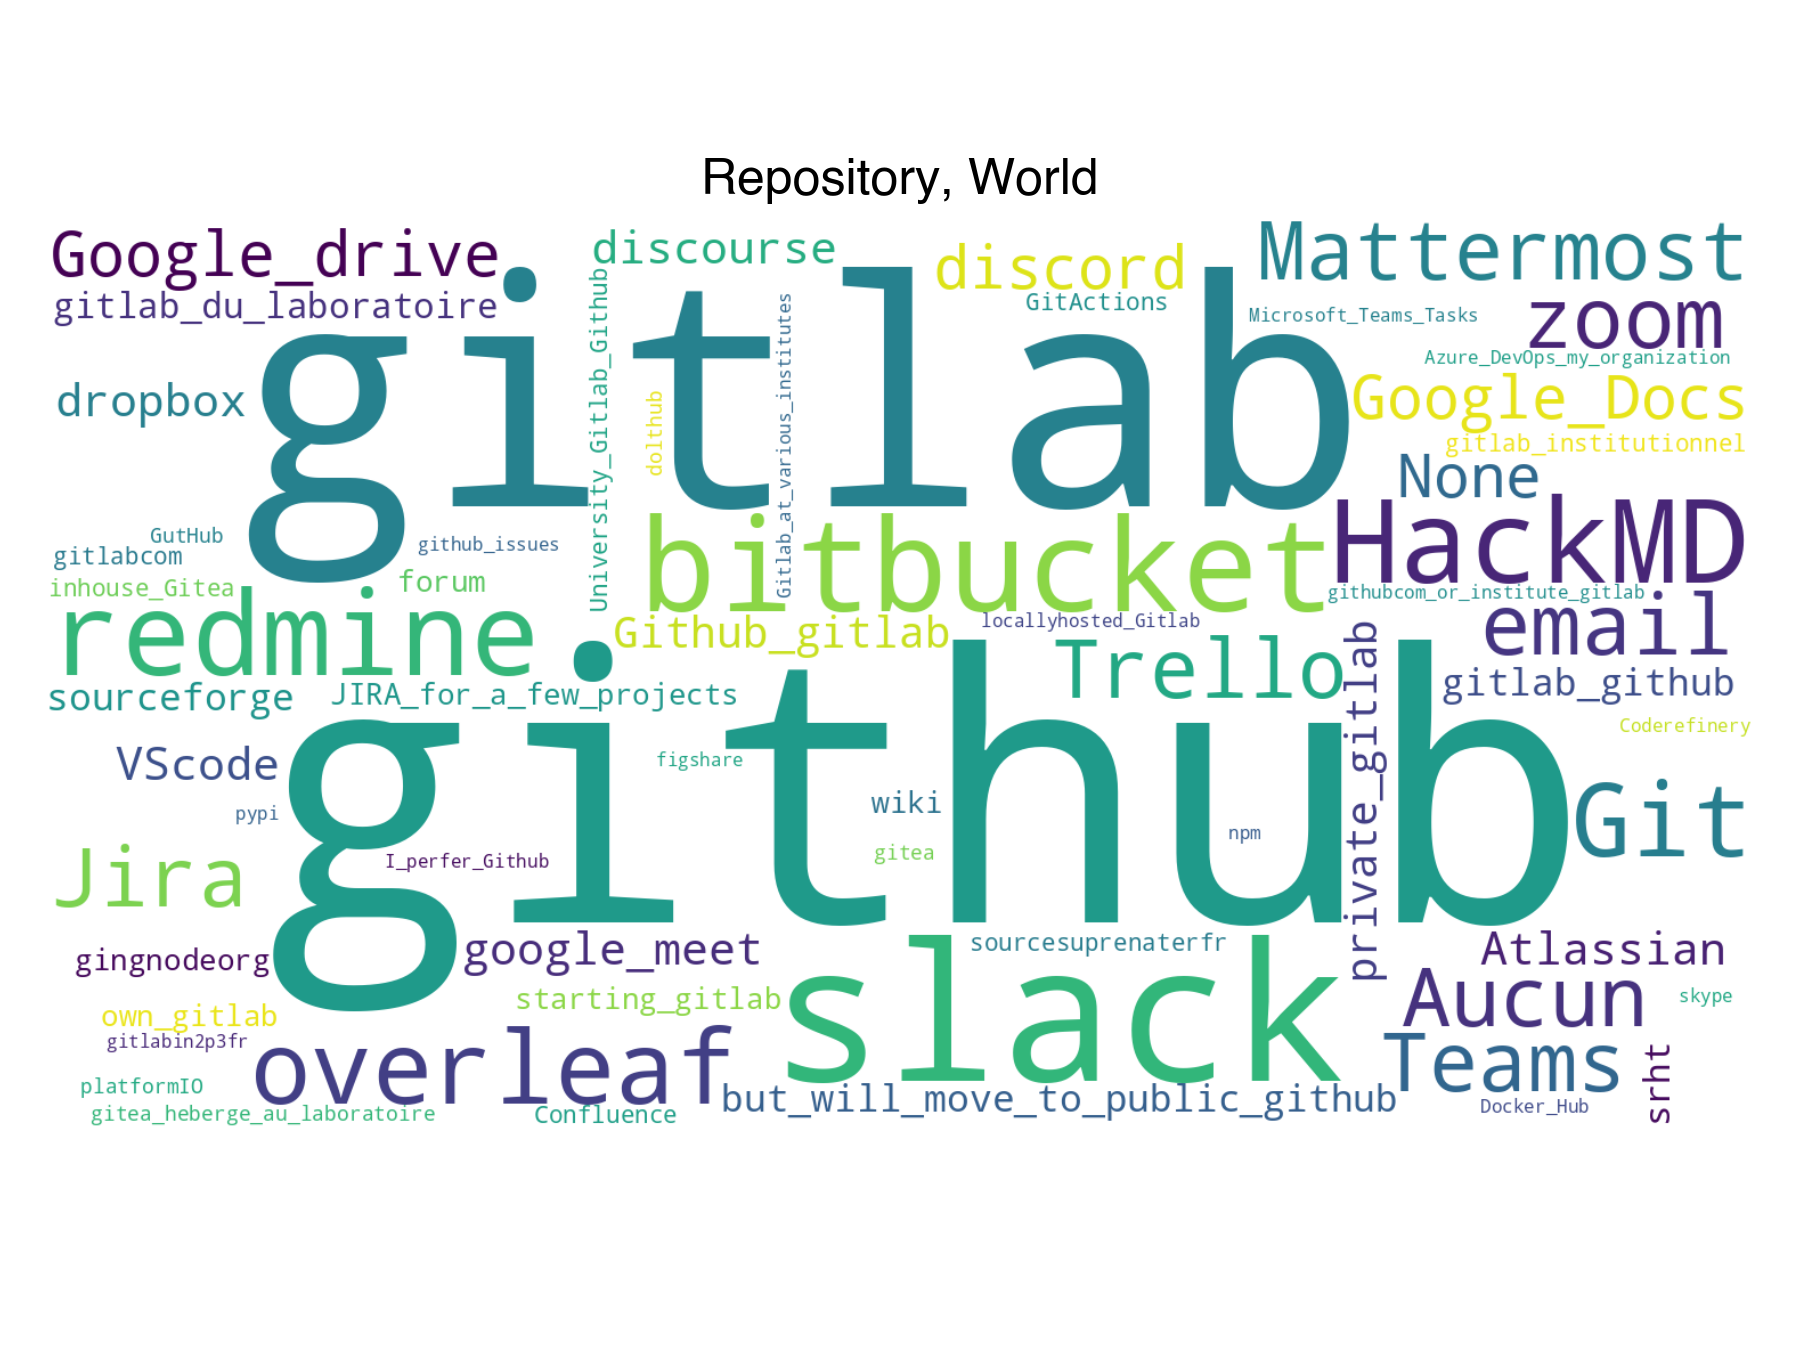 Repository, World
Google_drive
discourse
discord
Mattermost
gitlab_du_laboratoire
gitlab
University_Gitlab_Github
Gitlab_at_various_institutes
GitActions
Microsoft_Teams_Tasks
zoom
Azure_DevOps_my_organization
dropbox
dolthub
Google_Docs
gitlab_institutionnel
None
GutHub
gitlabcom
github_issues
bitbucket
HackMD
inhouse_Gitea
forum
githubcom_or_institute_gitlab
redmine
Github_gitlab
locallyhosted_Gitlab
email
Trello
private_gitlab
sourceforge
JIRA_for_a_few_projects
gitlab_github
github
Coderefinery
VScode
figshare
pypi
wiki
npm
Git
Jira
I_perfer_Github
gitea
gingnodeorg
google_meet
sourcesuprenaterfr
Atlassian
own_gitlab
starting_gitlab
slack
Aucun
skype
gitlabin2p3fr
overleaf
Teams
srht
platformIO
gitea_heberge_au_laboratoire
Confluence
but_will_move_to_public_github
Docker_Hub